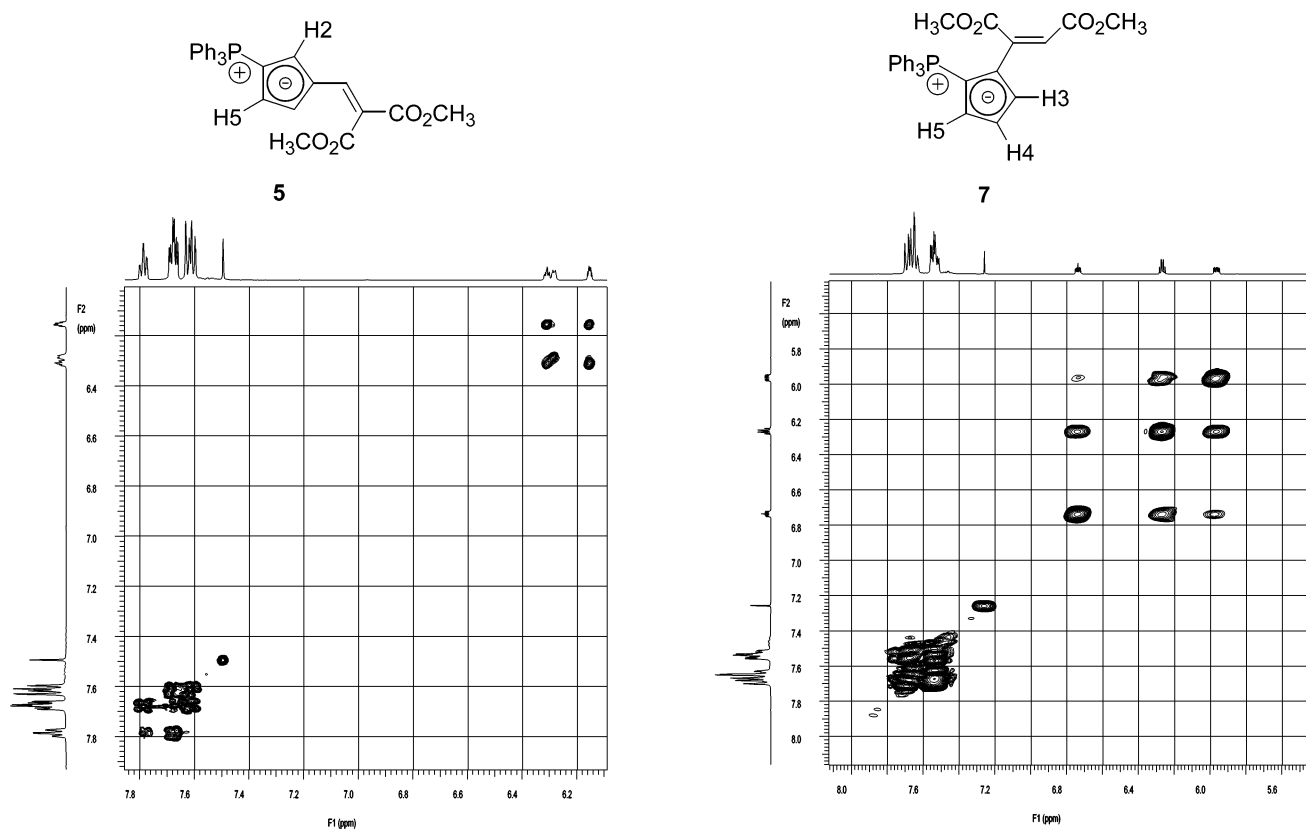 H2
Ph3P
+
-
H5
CO2CH3
H3CO2C
5
CH3CO2C CO2CH3
Ph3P
+
-
H3
H5
H4
7
F2
(ppm)
6.4
6.6
6.8
7.0
7.2
7.4
7.6
7.8
7.8 7.6 7.4 7.2 7.0 6.8 6.6 6.4 6.2
F1 (ppm)
F2
(ppm)
5.8
6.0
6.2
6.4
6.6
6.8
7.0
7.2
7.4
7.6
7.8
8.0
8.0 7.6 7.2 6.8 6.4 6.0 5.6
F1 (ppm)